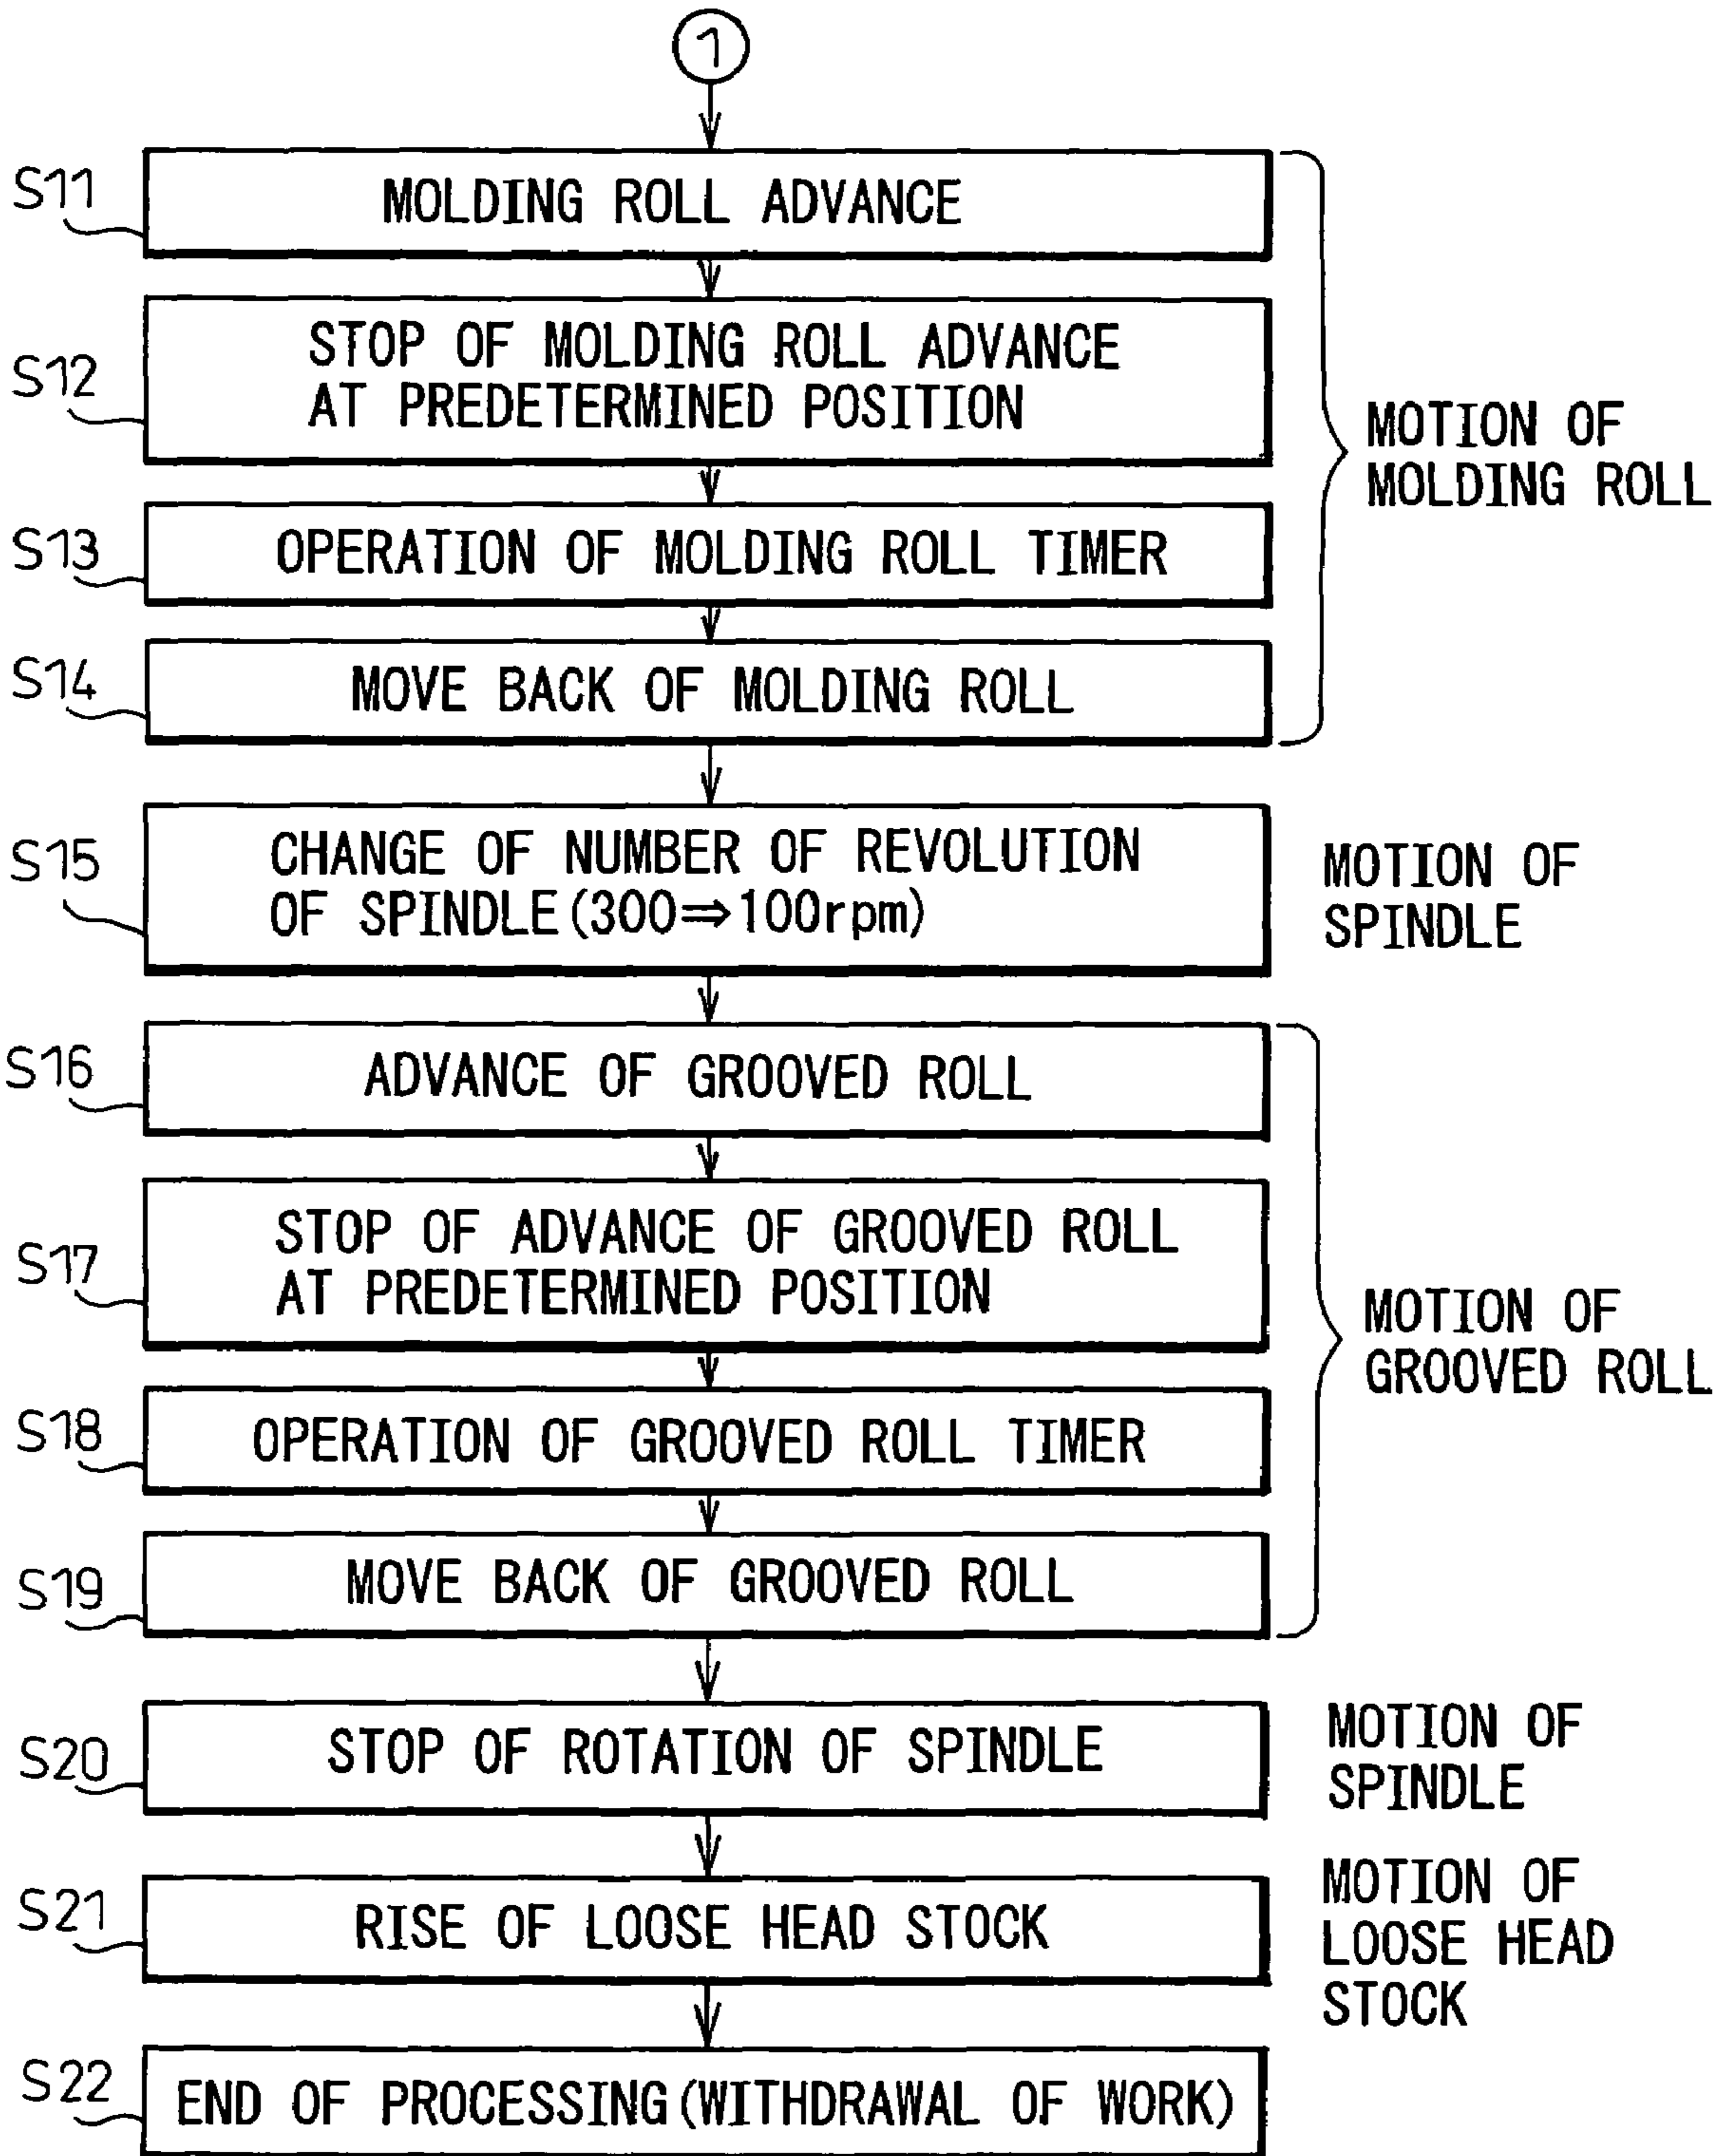 1
S11
MOLDING ROLL ADVANCE
S12
STOP OF MOLDING ROLL ADVANCE
AT PREDETERMINED POSITION
S13
OPERATION OF MOLDING ROLL TIMER
S14
MOVE BACK OF MOLDING ROLL
MOTION OF
MOLDING ROLL
S15
CHANGE OF NUMBER OF REVOLUTION
OF SPINDLE(300⇒100rpm)
MOTION OF
SPINDLE
S16
ADVANCE OF GROOVED ROLL
S17
STOP OF ADVANCE OF GROOVED ROLL
AT PREDETERMINED POSITION
S18
OPERATION OF GROOVED ROLL TIMER
S19
MOVE BACK OF GROOVED ROLL
MOTION OF
GROOVED ROLL
S20
STOP OF ROTATION OF SPINDLE
MOTION OF
SPINDLE
S21
RISE OF LOOSE HEAD STOCK
MOTION OF
LOOSE HEAD
STOCK
S22
END OF PROCESSING(WITHDRAWAL OF WORK)